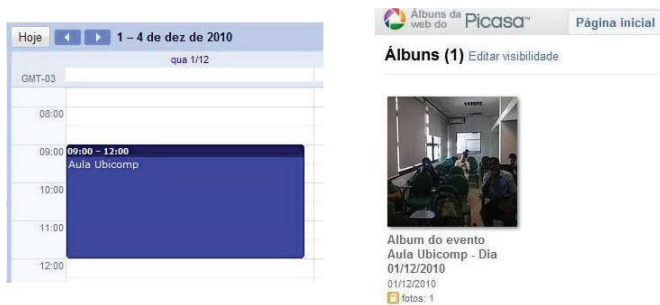 Hoje 1 – 4 de dez de 2010
qua 1/12
GMT-03
08:00
09:00 09:00 – 12:00
Aula Ubicomp
10:00
11:00
12:00
Álbuns da
web do Picasa™ Página inicial
Álbuns (1) Editar visibilidade
Album do evento
Aula Ubicomp - Dia
01/12/2010
01/12/2010
fotos: 1